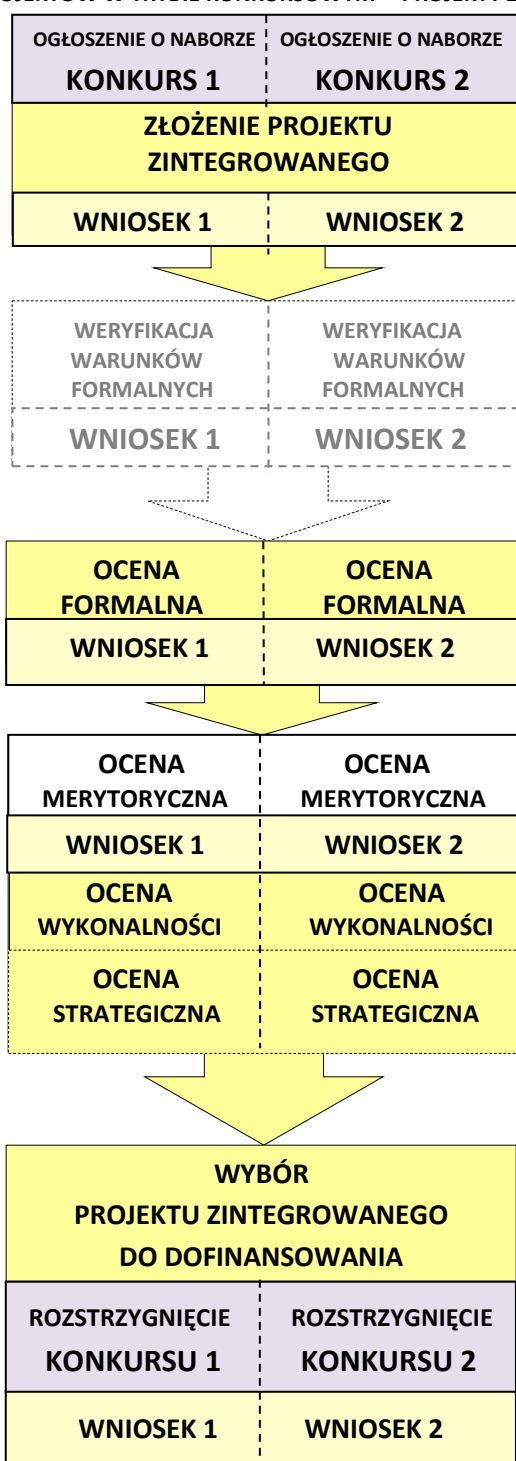 OGŁOSZENIE O NABORZE OGŁOSZENIE O NABORZE
KONKURS 1 KONKURS 2
ZŁOŻENIE PROJEKTU
ZINTEGROWANEGO
WNIOSEK 1 WNIOSEK 2
WERYFIKACJA WERYFIKACJA
WARUNKÓW WARUNKÓW
FORMALNYCH FORMALNYCH
WNIOSEK 1 WNIOSEK 2
OCENA OCENA
FORMALNA FORMALNA
WNIOSEK 1 WNIOSEK 2
OCENA OCENA
MERYTORYCZNA MERYTORYCZNA
WNIOSEK 1 WNIOSEK 2
OCENA OCENA
WYKONALNOŚCI WYKONALNOŚCI
OCENA OCENA
STRATEGICZNA STRATEGICZNA
WYBÓR
PROJEKTU ZINTEGROWANEGO
DO DOFINANSOWANIA
ROZSTRZYGNIĘCIE ROZSTRZYGNIĘCIE
KONKURSU 1 KONKURSU 2
WNIOSEK 1 WNIOSEK 2